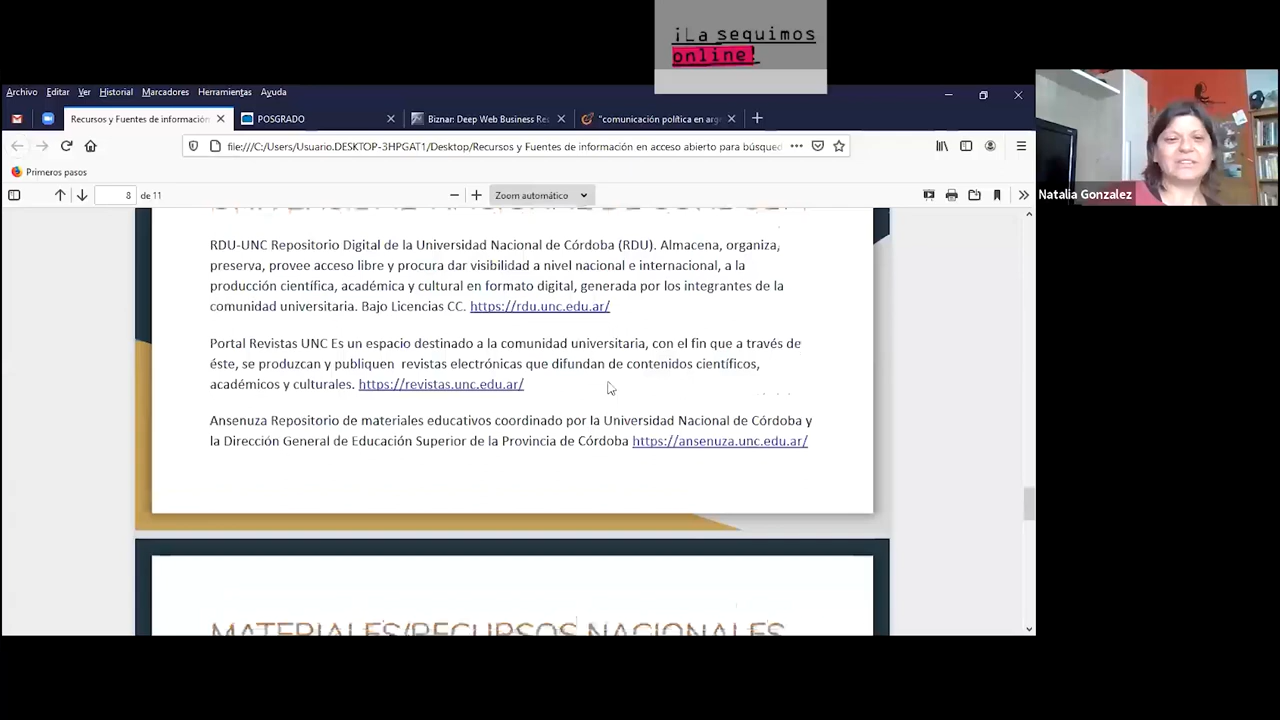 ¡La seguimos
online!
Archivo Editar Ver Historial Marcadores Herramientas Ayuda
Recursos y Fuentes de información POSGRADO Biznar: Deep Web Business Re "comunicación política en arg
file:///C:/Users/Usuario.DESKTOP-3HPGAT1/Desktop/Recursos y Fuentes de información en acceso abierto para búsqued
Primeros pasos
8 de 11 Zoom automático
Natalia Gonzalez
RDU-UNC Repositorio Digital de la Universidad Nacional de Córdoba (RDU). Almacena, organiza,
preserva, provee acceso libre y procura dar visibilidad a nivel nacional e internacional, a la
producción científica, académica y cultural en formato digital, generada por los integrantes de la
comunidad universitaria. Bajo Licencias CC. https://rdu.unc.edu.ar/
Portal Revistas UNC Es un espacio destinado a la comunidad universitaria, con el fin que a través de
éste, se produzcan y publiquen revistas electrónicas que difundan de contenidos científicos,
académicos y culturales. https://revistas.unc.edu.ar/
Ansenuza Repositorio de materiales educativos coordinado por la Universidad Nacional de Córdoba y
la Dirección General de Educación Superior de la Provincia de Córdoba https://ansenuza.unc.edu.ar/
MATERIALES/RECURSOS NACIONALES